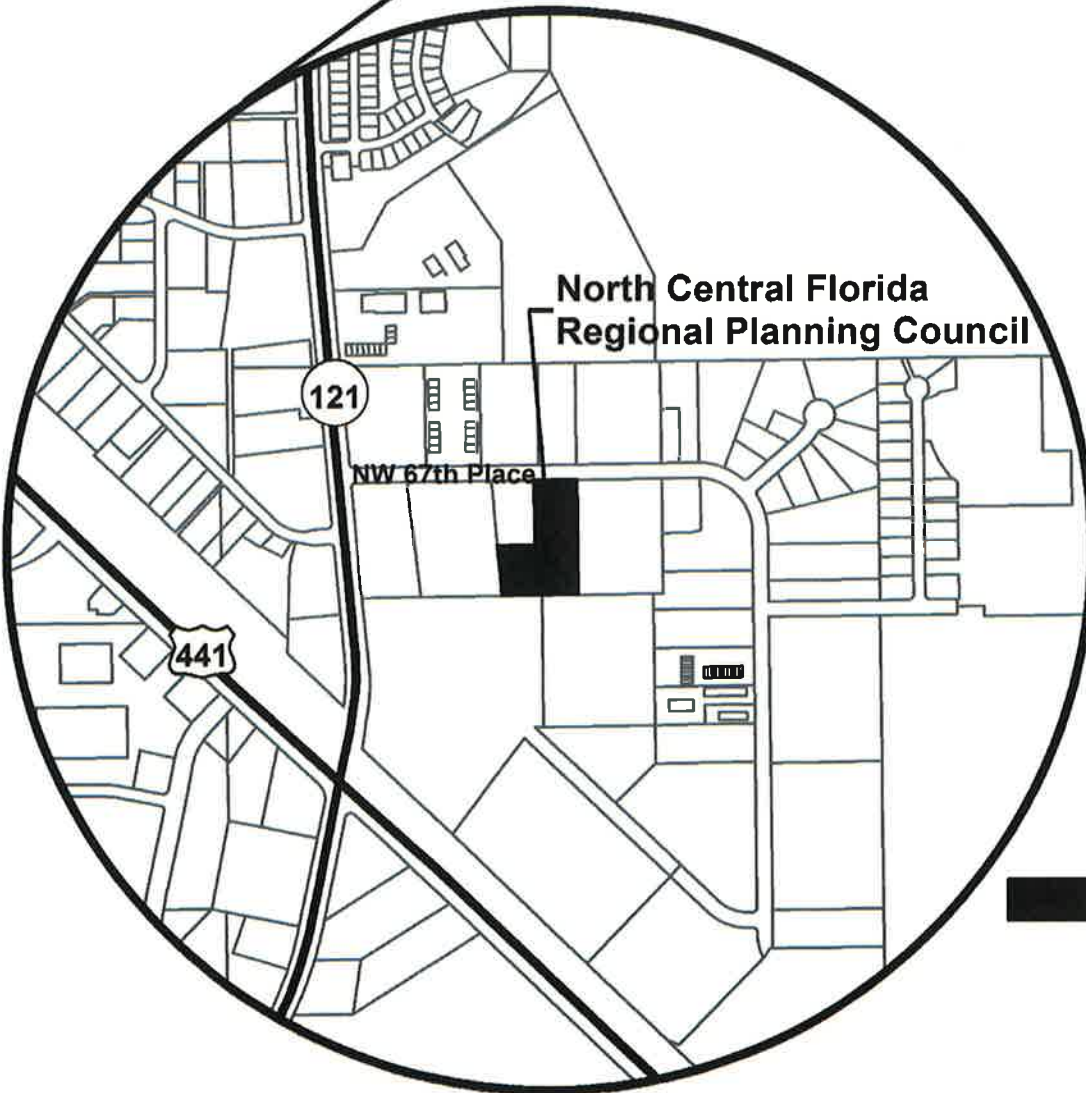 North Central Florida
Regional Planning Council
121
NW 67th Place
441